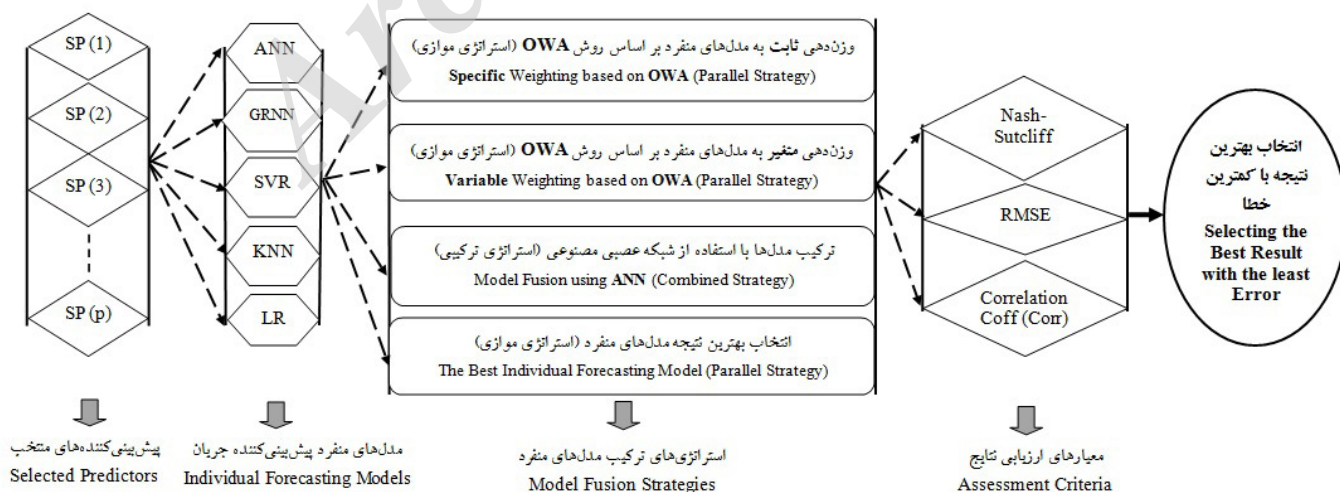 SP (1)
SP (2)
SP (3)
SP (p)
پیش‌بینی‌کننده‌های منتخب
Selected Predictors
ANN
GRNN
SVR
KNN
LR
مدل‌های منفرد پیش‌بینی‌کننده جریان
Individual Forecasting Models
وزن‌دهی ثابت به مدل‌های منفرد بر اساس روش OWA (استراتژی موازی)
Specific Weighting based on OWA (Parallel Strategy)
وزن‌دهی متغیر به مدل‌های منفرد بر اساس روش OWA (استراتژی موازی)
Variable Weighting based on OWA (Parallel Strategy)
ترکیب مدل‌ها با استفاده از شبکه عصبی مصنوعی (استراتژی ترکیبی)
Model Fusion using ANN (Combined Strategy)
انتخاب بهترین نتیجه مدل‌های منفرد (استراتژی موازی)
The Best Individual Forecasting Model (Parallel Strategy)
استراتژی‌های ترکیب مدل‌های منفرد
Model Fusion Strategies
Nash-
Sutcliff
RMSE
Correlation
Coff (Corr)
معیارهای ارزیابی نتایج
Assessment Criteria
انتخاب بهترین
نتیجه با کمترین
خطا
Selecting the
Best Result
with the least
Error